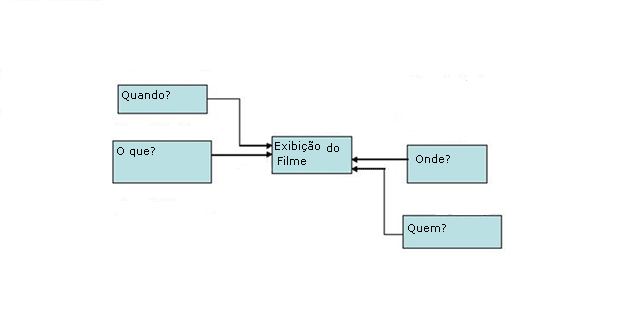 Quando?
O que?
Exibição do
Filme
Onde?
Quem?